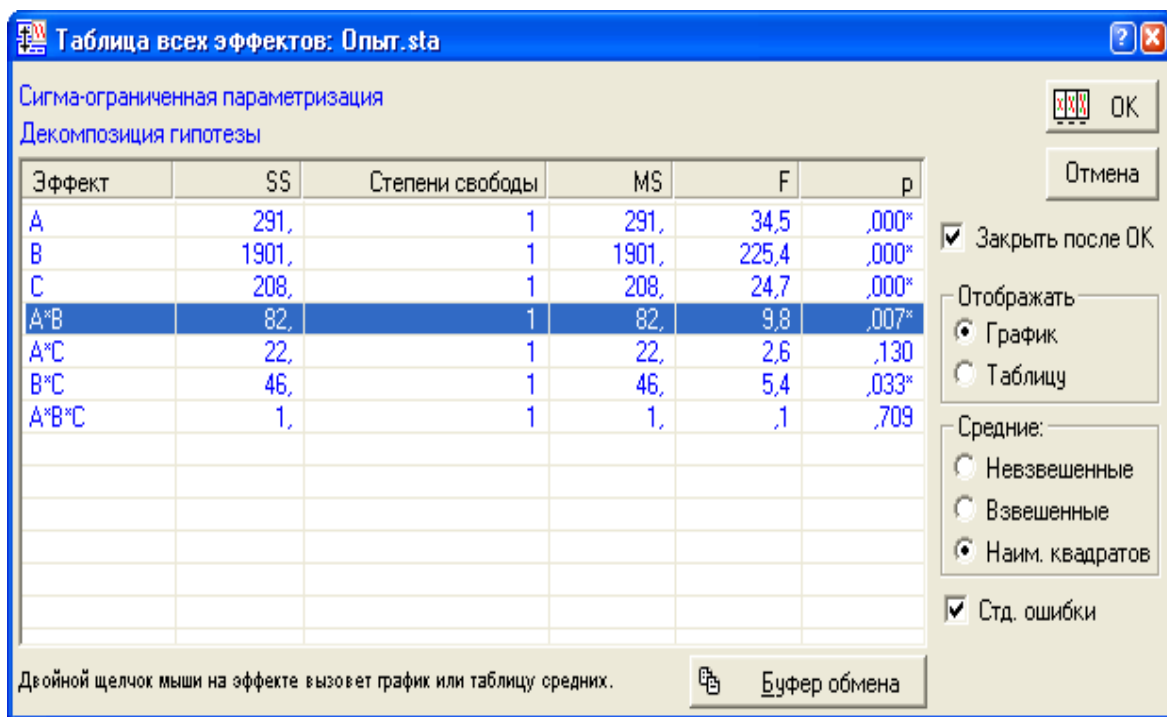 Таблица всех эффектов: Опыт.sta
Сигма-ограниченная параметризация
Декомпозиция гипотезы
Эффект SS Степени свободы MS F p
A 291, 1 291, 34,5 ,000*
B 1901, 1 1901, 225,4 ,000*
C 208, 1 208, 24,7 ,000*
A*B 82, 1 82, 9,8 ,007*
A*C 22, 1 22, 2,6 ,130
B*C 46, 1 46, 5,4 ,033*
A*B*C 1, 1 1, ,1 ,709
Двойной щелчок мыши на эффекте вызовет график или таблицу средних.
Буфер обмена
OK
Отмена
Закрыть после OK
Отображать
График
Таблицу
Средние:
Невзвешенные
Взвешенные
Наим. квадратов
Стд. ошибки